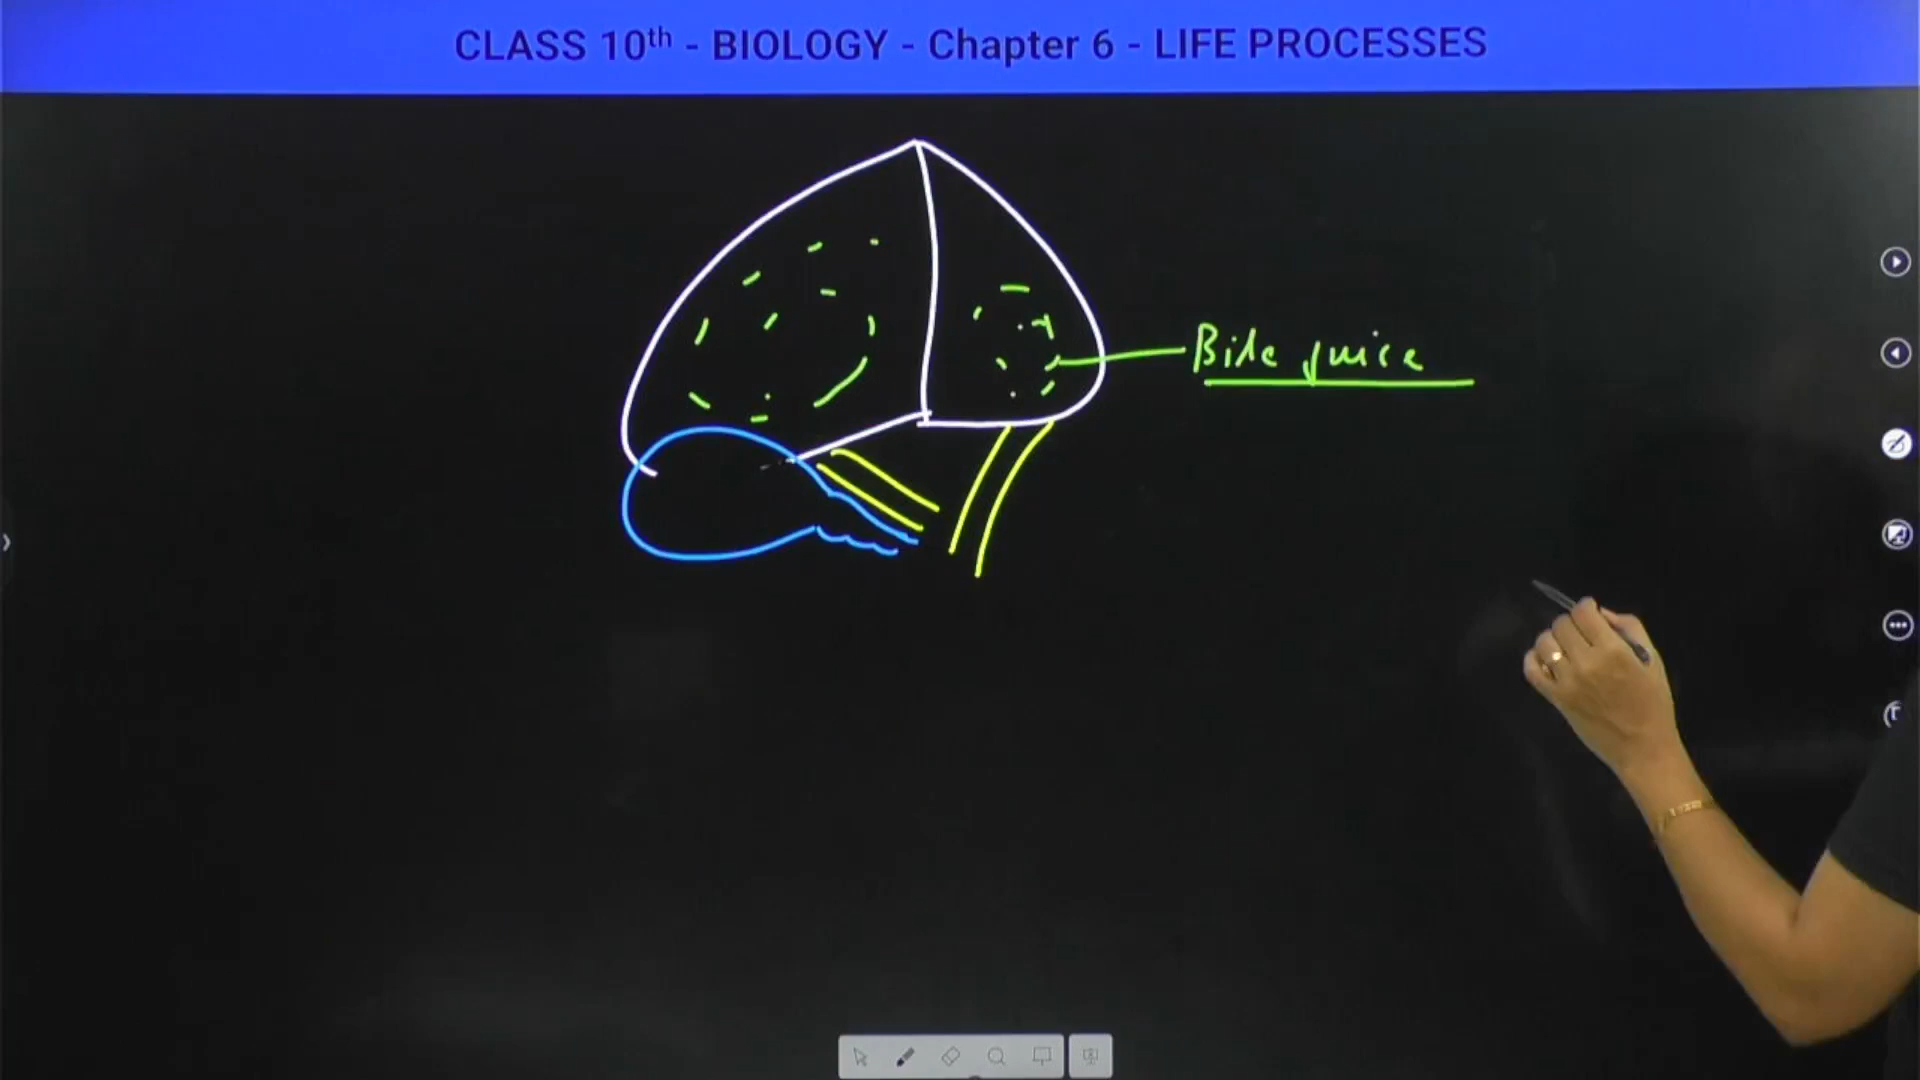 CLASS 10th - BIOLOGY - Chapter 6 - LIFE PROCESSES
Bile juice